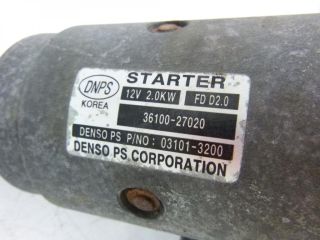 DNPS
KOREA
STARTER
12V 2.0KW FD D2.0
36100-27020
DENSO PS P/NO: 03101-3200
DENSO PS CORPORATION